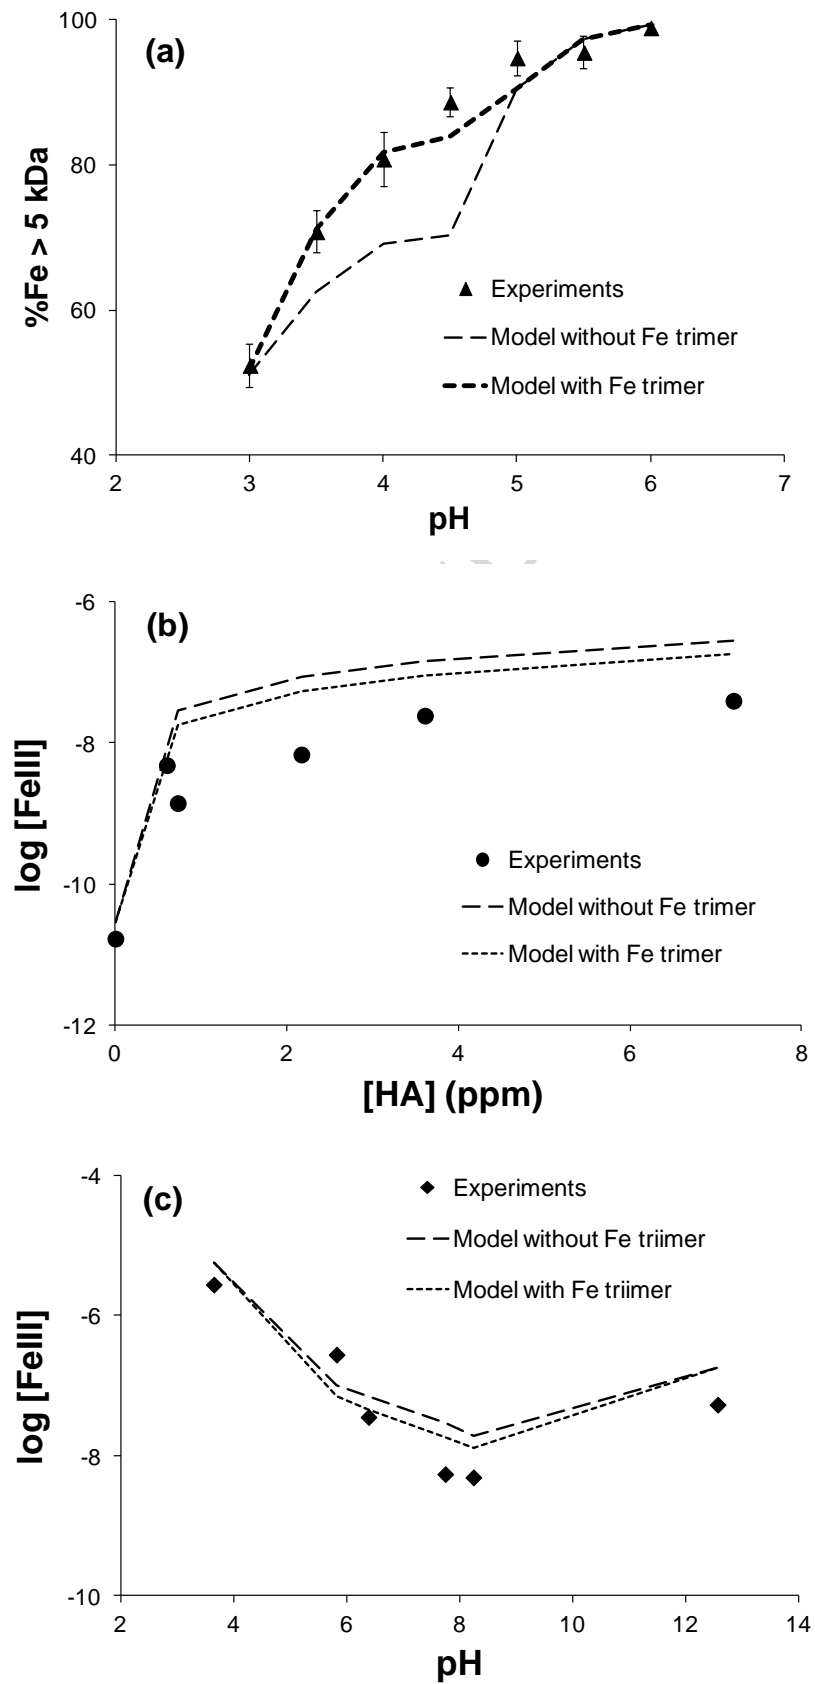 100
(a)
80
%Fe > 5 kDa
60
Experiments
Model without Fe trimer
Model with Fe trimer
40
2 3 4 5 6 7
pH
-6
(b)
-8
log [FeIII]
-10
Experiments
Model without Fe trimer
Model with Fe trimer
-12
0 2 4 6 8
[HA] (ppm)
-4
(c)
Experiments
Model without Fe triimer
Model with Fe triimer
-6
log [FeIII]
-8
-10
2 4 6 8 10 12 14
pH